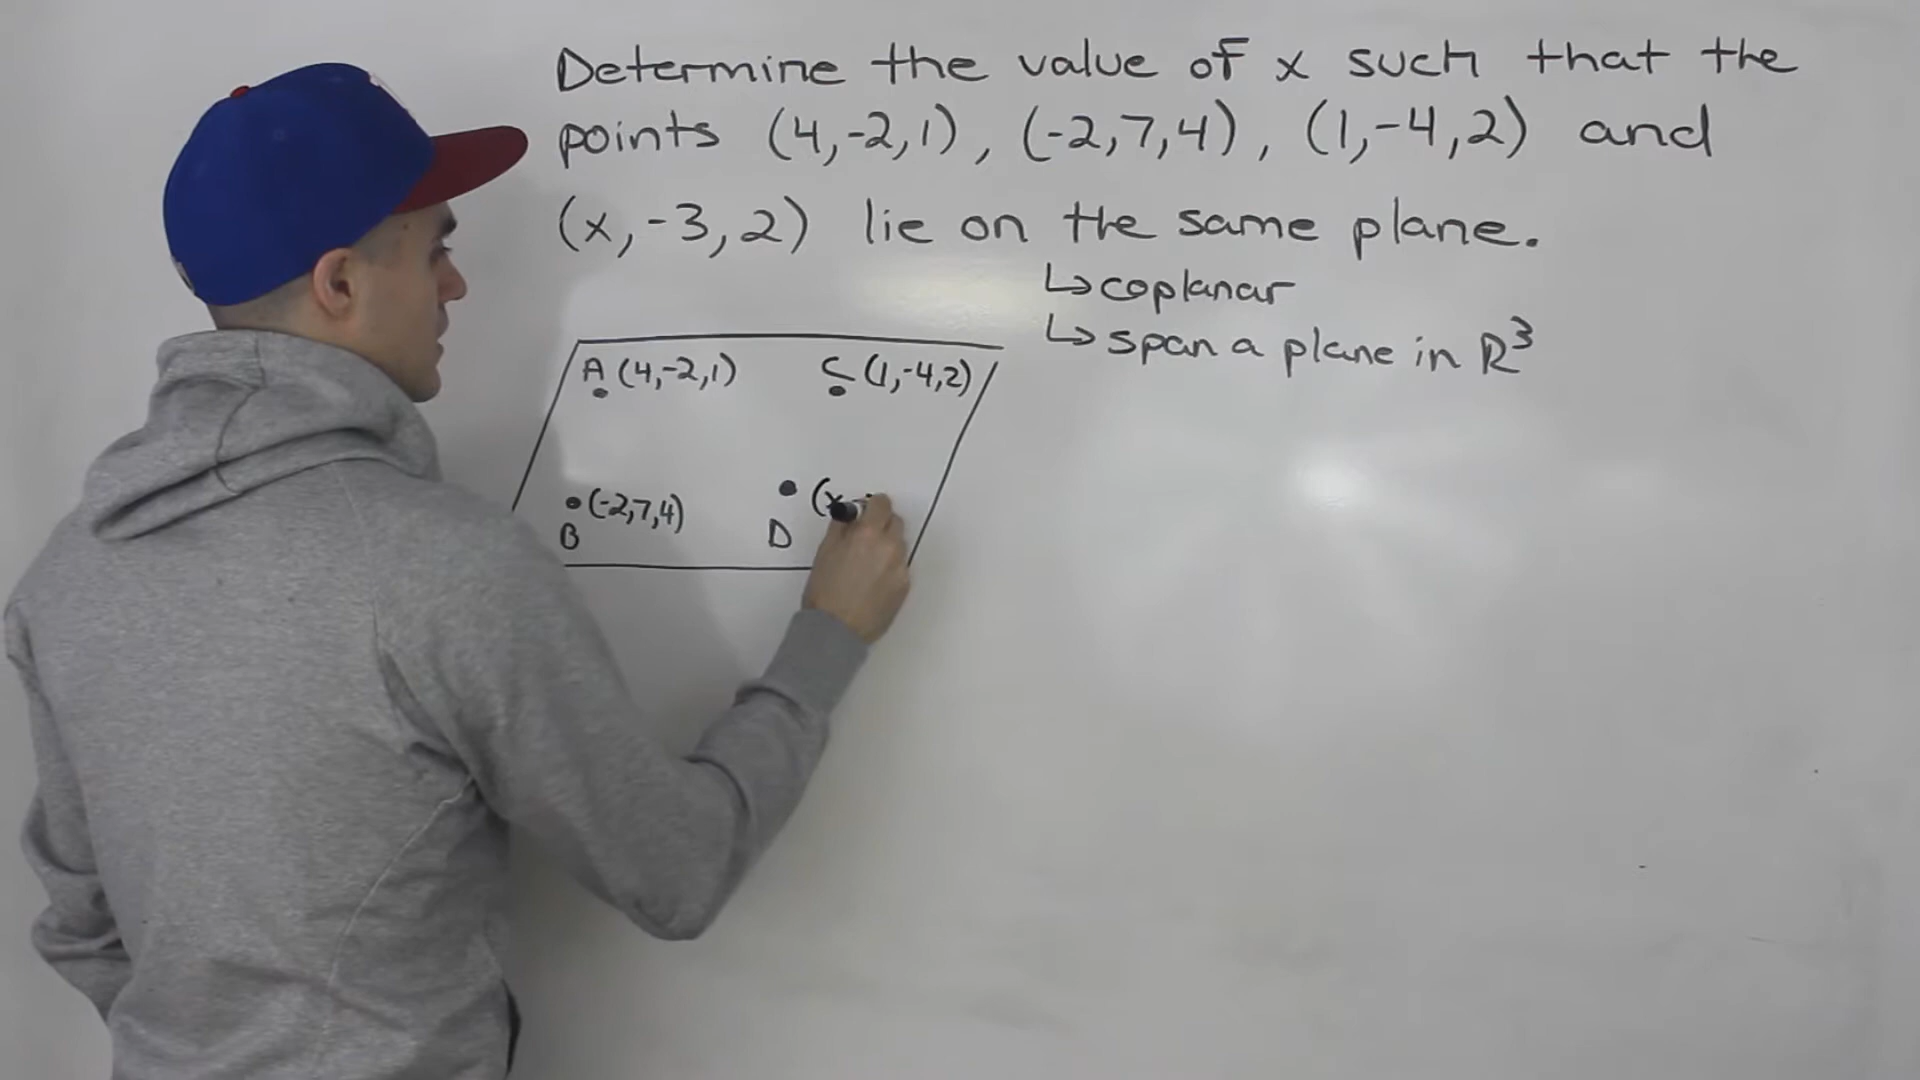 Determine the value of x such that the
points (4,-2,1), (-2,7,4), (1,-4,2) and
(x,-3,2) lie on the same plane.
↳coplanar
↳span a plane in R³
A (4,-2,1) C (1,-4,2)
(-2,7,4) (x
B D